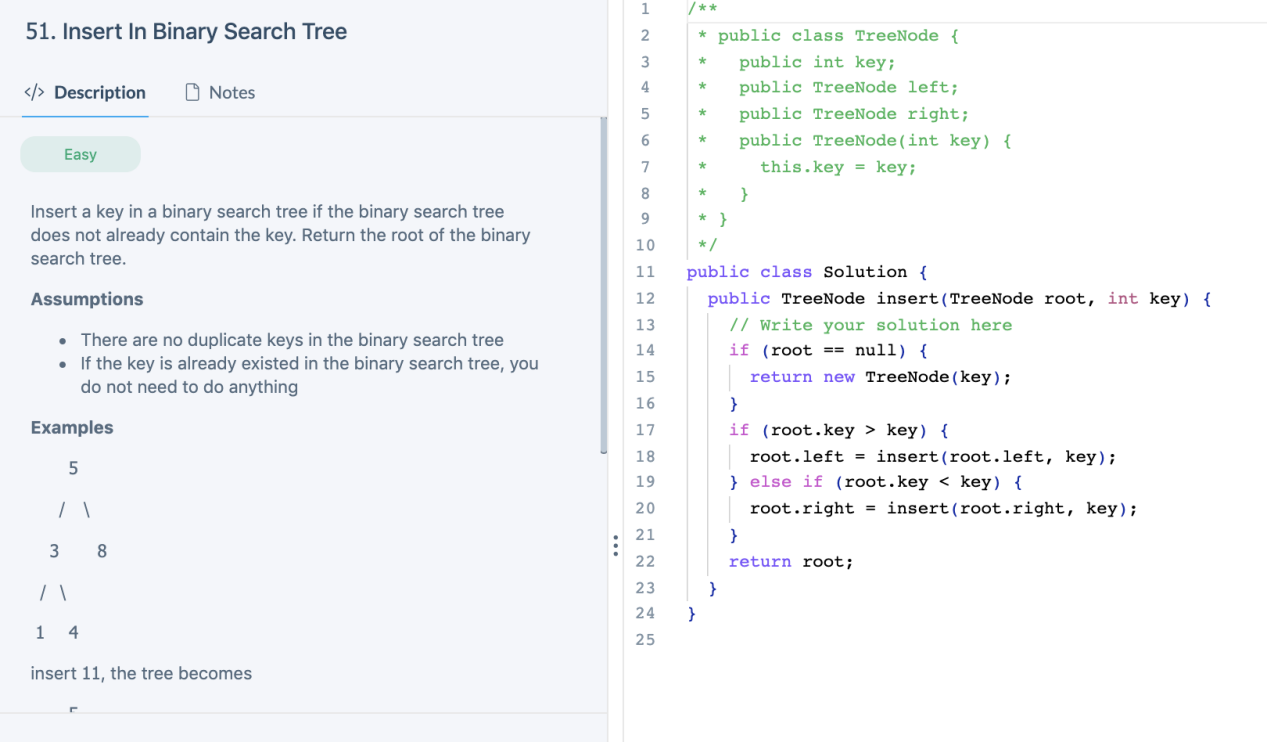 51. Insert In Binary Search Tree
</> Description Notes
Easy
Insert a key in a binary search tree if the binary search tree
does not already contain the key. Return the root of the binary
search tree.
Assumptions
• There are no duplicate keys in the binary search tree
• If the key is already existed in the binary search tree, you
do not need to do anything
Examples
5
/ \
3 8
/ \
1 4
insert 11, the tree becomes
1 /**
2 * public class TreeNode {
3 *   public int key;
4 *   public TreeNode left;
5 *   public TreeNode right;
6 *   public TreeNode(int key) {
7 *     this.key = key;
8 *   }
9 * }
10 */
11 public class Solution {
12   public TreeNode insert(TreeNode root, int key) {
13     // Write your solution here
14     if (root == null) {
15       return new TreeNode(key);
16     }
17     if (root.key > key) {
18       root.left = insert(root.left, key);
19     } else if (root.key < key) {
20       root.right = insert(root.right, key);
21     }
22     return root;
23   }
24 }
25